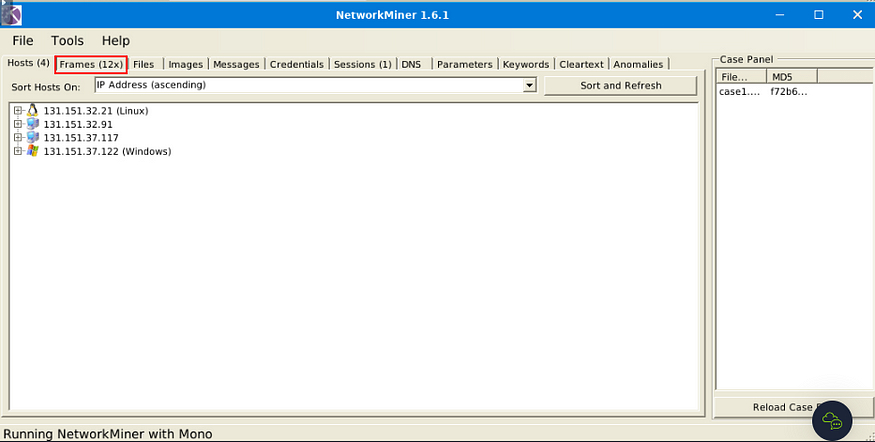 NetworkMiner 1.6.1
File Tools Help
Hosts (4) Frames (12x) Files Images Messages Credentials Sessions (1) DNS Parameters Keywords Cleartext Anomalies
Sort Hosts On: IP Address (ascending) Sort and Refresh
131.151.32.21 (Linux)
131.151.32.91
131.151.37.117
131.151.37.122 (Windows)
Case Panel
File... MD5
case1.... f72b6...
Reload Case
Running NetworkMiner with Mono